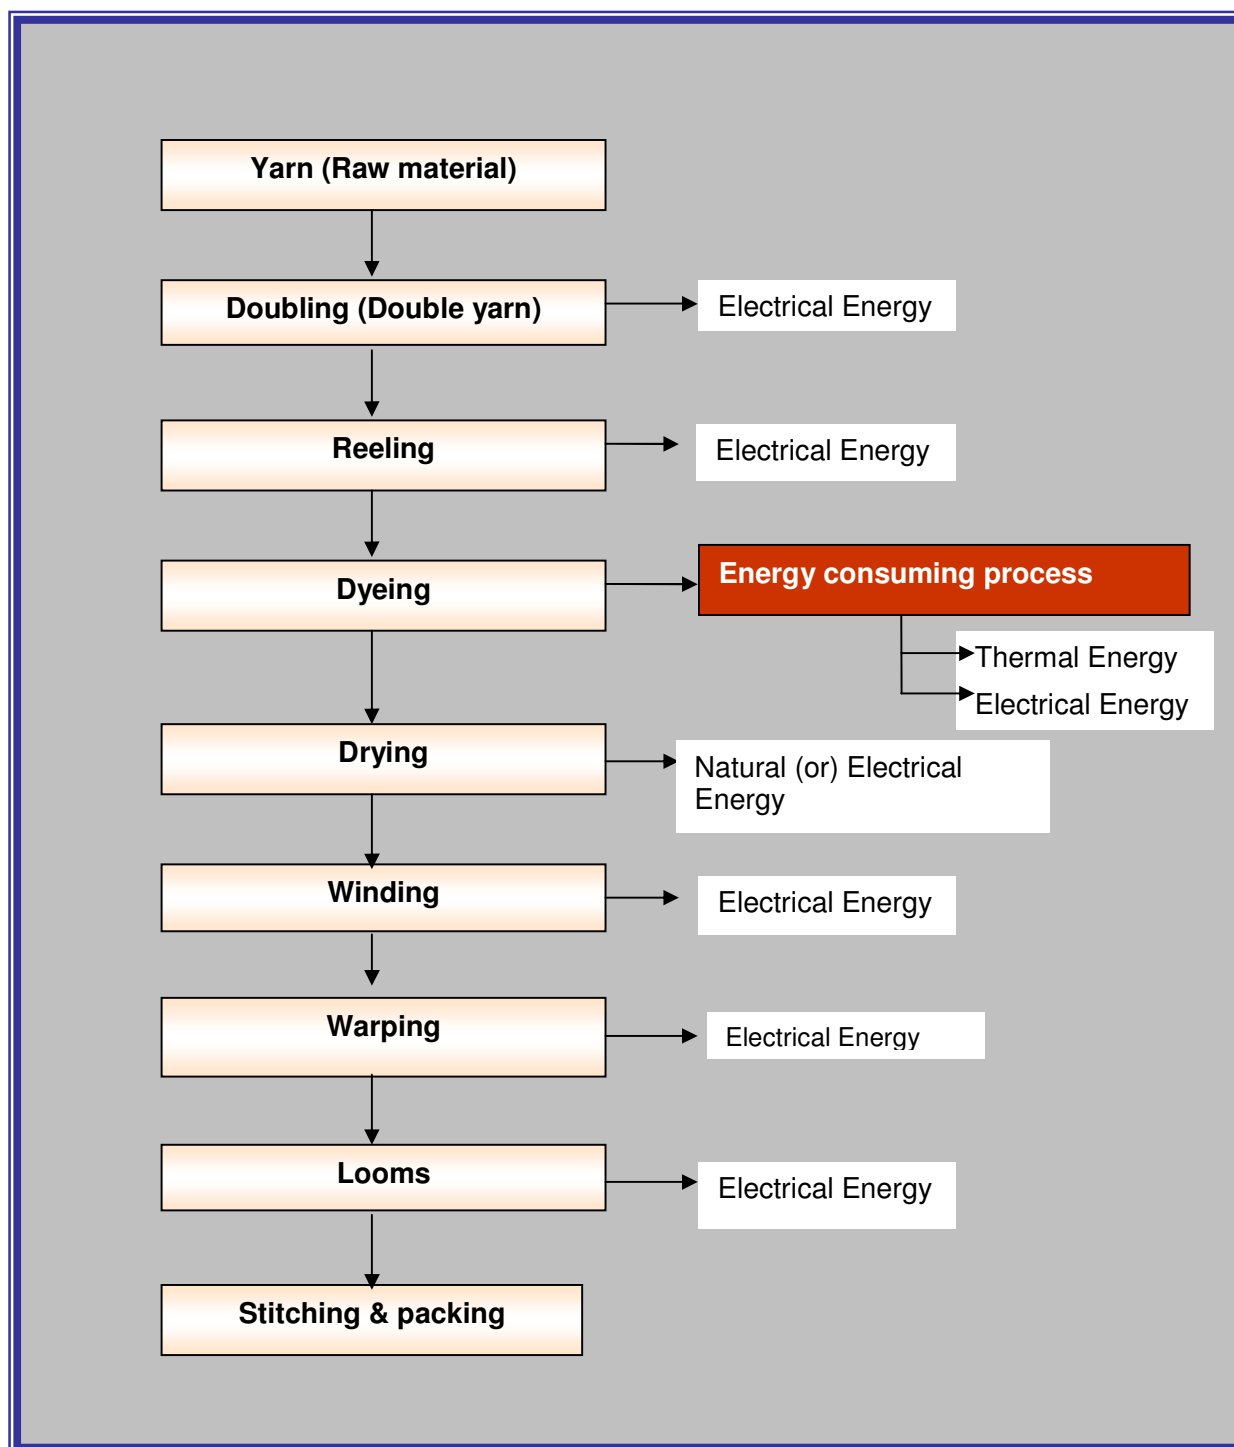 Yarn (Raw material)
Doubling (Double yarn)
Electrical Energy
Reeling
Electrical Energy
Dyeing
Energy consuming process
Thermal Energy
Electrical Energy
Drying
Natural (or) Electrical
Energy
Winding
Electrical Energy
Warping
Electrical Energy
Looms
Electrical Energy
Stitching & packing